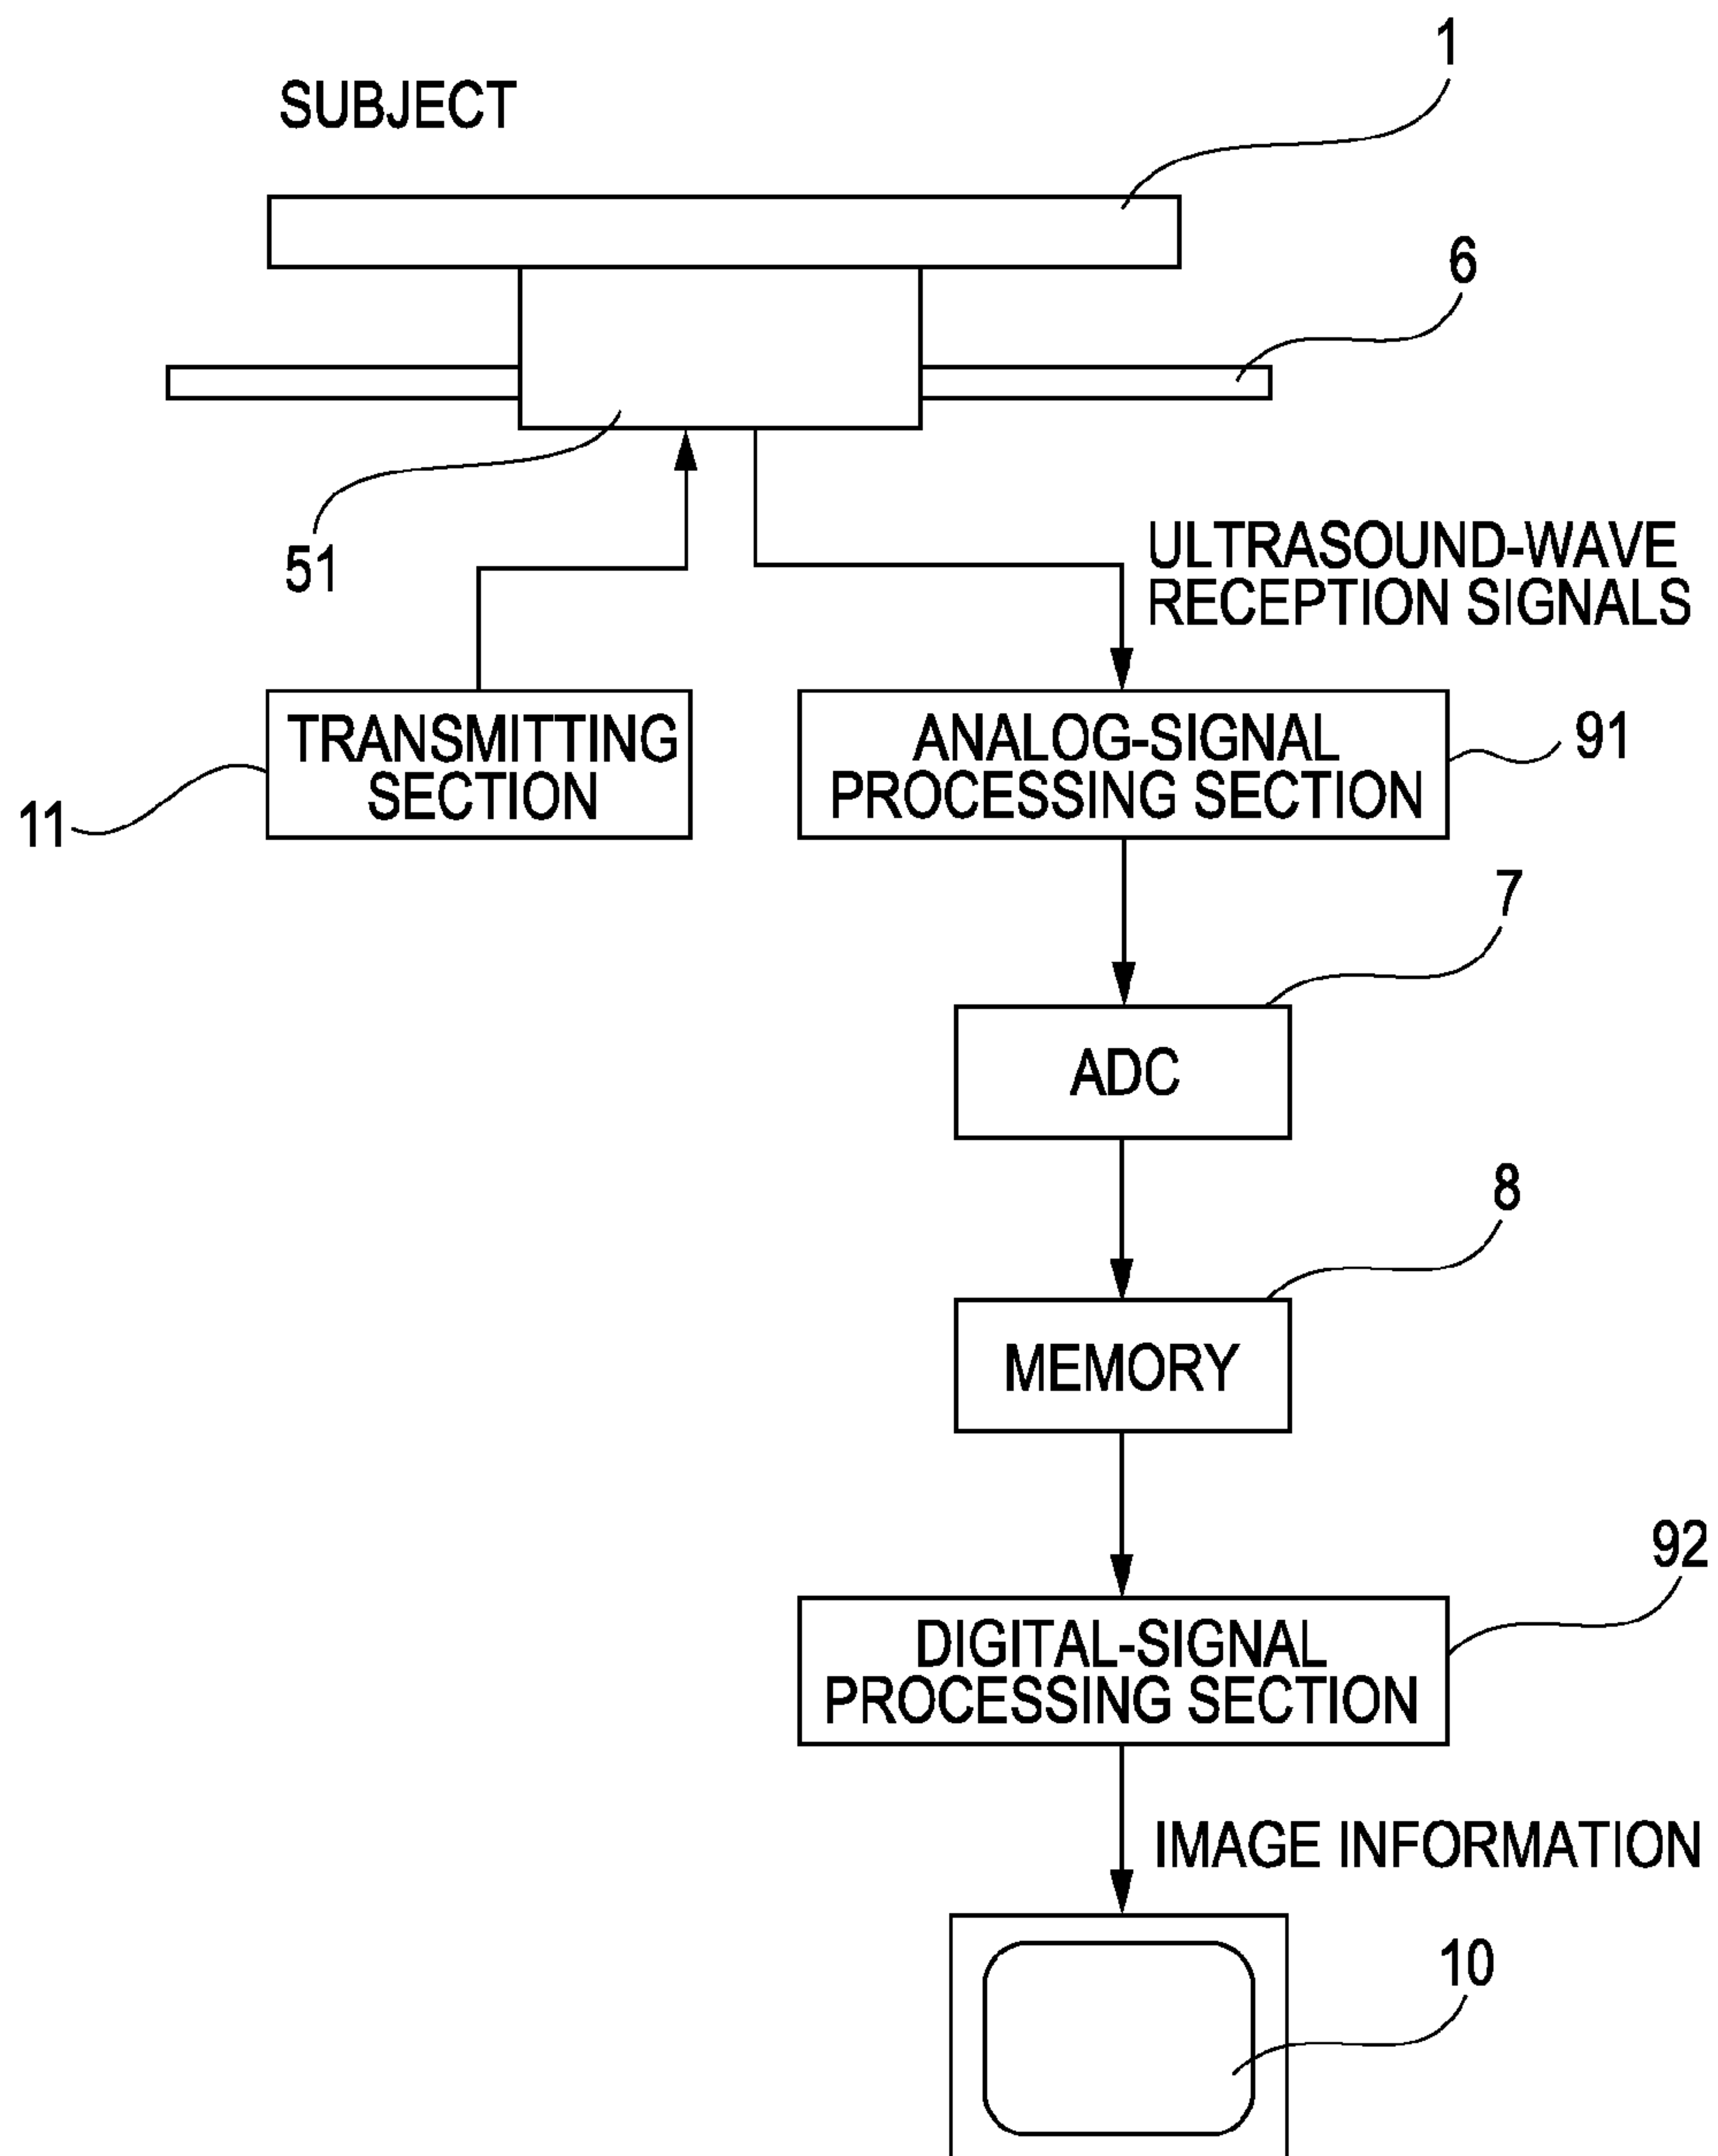 1
SUBJECT
6
51
ULTRASOUND-WAVE
RECEPTION SIGNALS
TRANSMITTING
SECTION
11
ANALOG-SIGNAL
PROCESSING SECTION
91
7
ADC
8
MEMORY
92
DIGITAL-SIGNAL
PROCESSING SECTION
IMAGE INFORMATION
10